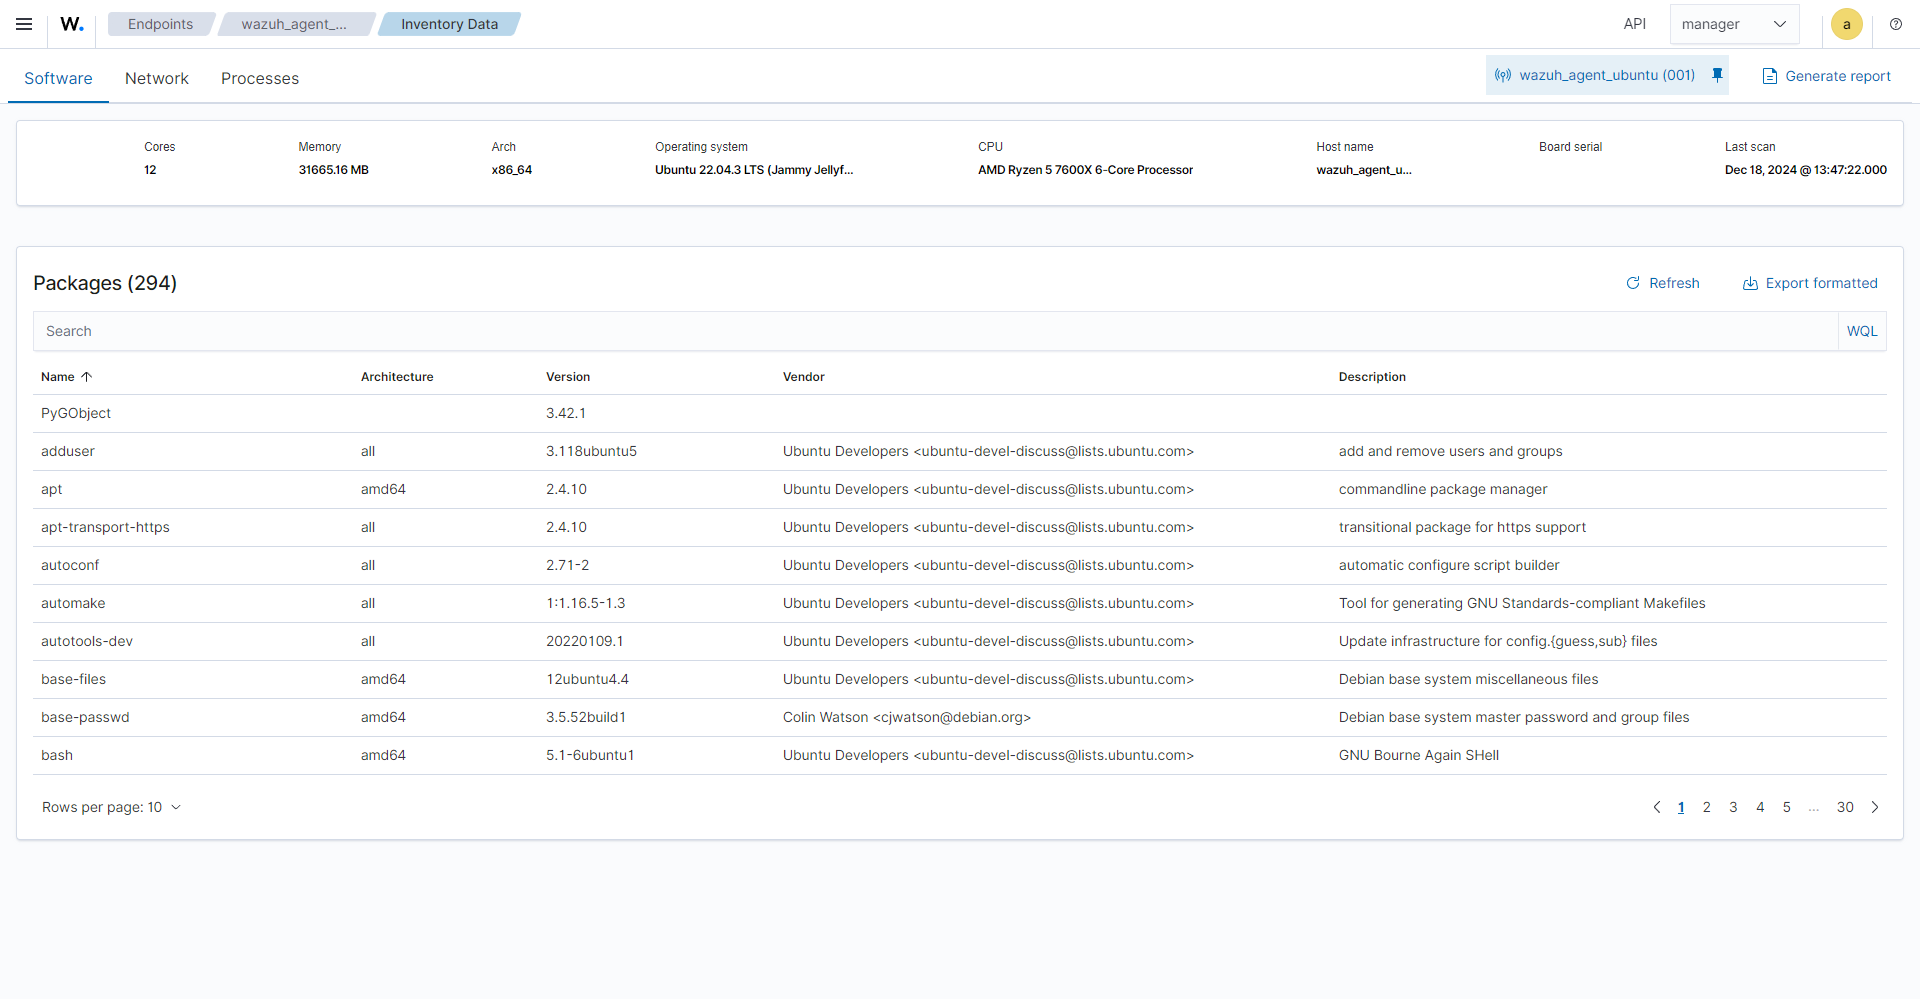 W. Endpoints wazuh_agent_... Inventory Data API manager a
Software Network Processes wazuh_agent_ubuntu (001) Generate report
Cores Memory Arch Operating system CPU Host name Board serial Last scan
12 31665.16 MB x86_64 Ubuntu 22.04.3 LTS (Jammy Jellyf... AMD Ryzen 5 7600X 6-Core Processor wazuh_agent_u... Dec 18, 2024 @ 13:47:22.000
Packages (294) Refresh Export formatted
Search WQL
Name Architecture Version Vendor Description
PyGObject 3.42.1
adduser all 3.118ubuntu5 Ubuntu Developers <ubuntu-devel-discuss@lists.ubuntu.com> add and remove users and groups
apt amd64 2.4.10 Ubuntu Developers <ubuntu-devel-discuss@lists.ubuntu.com> commandline package manager
apt-transport-https all 2.4.10 Ubuntu Developers <ubuntu-devel-discuss@lists.ubuntu.com> transitional package for https support
autoconf all 2.71-2 Ubuntu Developers <ubuntu-devel-discuss@lists.ubuntu.com> automatic configure script builder
automake all 1:1.16.5-1.3 Ubuntu Developers <ubuntu-devel-discuss@lists.ubuntu.com> Tool for generating GNU Standards-compliant Makefiles
autotools-dev all 20220109.1 Ubuntu Developers <ubuntu-devel-discuss@lists.ubuntu.com> Update infrastructure for config.{guess,sub} files
base-files amd64 12ubuntu4.4 Ubuntu Developers <ubuntu-devel-discuss@lists.ubuntu.com> Debian base system miscellaneous files
base-passwd amd64 3.5.52build1 Colin Watson <cjwatson@debian.org> Debian base system master password and group files
bash amd64 5.1-6ubuntu1 Ubuntu Developers <ubuntu-devel-discuss@lists.ubuntu.com> GNU Bourne Again SHell
Rows per page: 10 1 2 3 4 5 ... 30